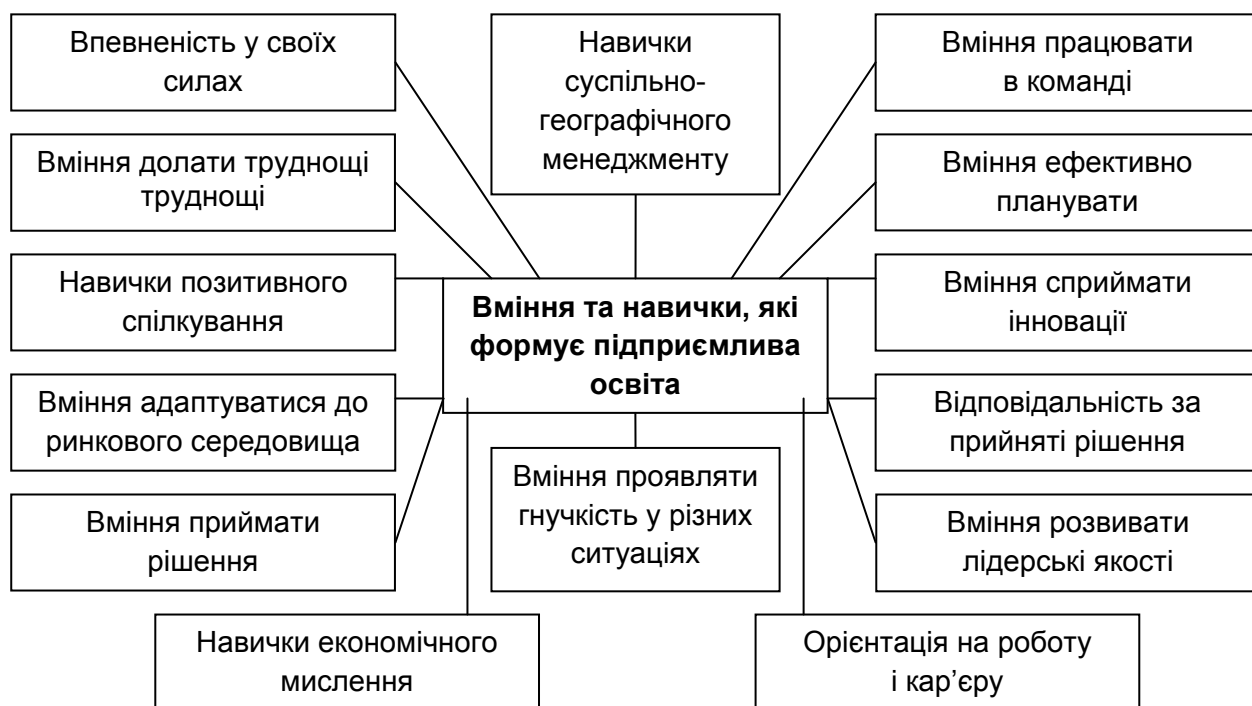 Впевненість у своїх
силах
Навички
суспільно-
географічного
менеджменту
Вміння працювати
в команді
Вміння долати труднощі
труднощі
Вміння ефективно
планувати
Навички позитивного
спілкування
Вміння та навички, які
формує підприємлива
освіта
Вміння сприймати
інновації
Вміння адаптуватися до
ринкового середовища
Відповідальність за
прийняті рішення
Вміння проявляти
гнучкість у різних
ситуаціях
Вміння приймати
рішення
Вміння розвивати
лідерські якості
Навички економічного
мислення
Орієнтація на роботу
і кар’єру